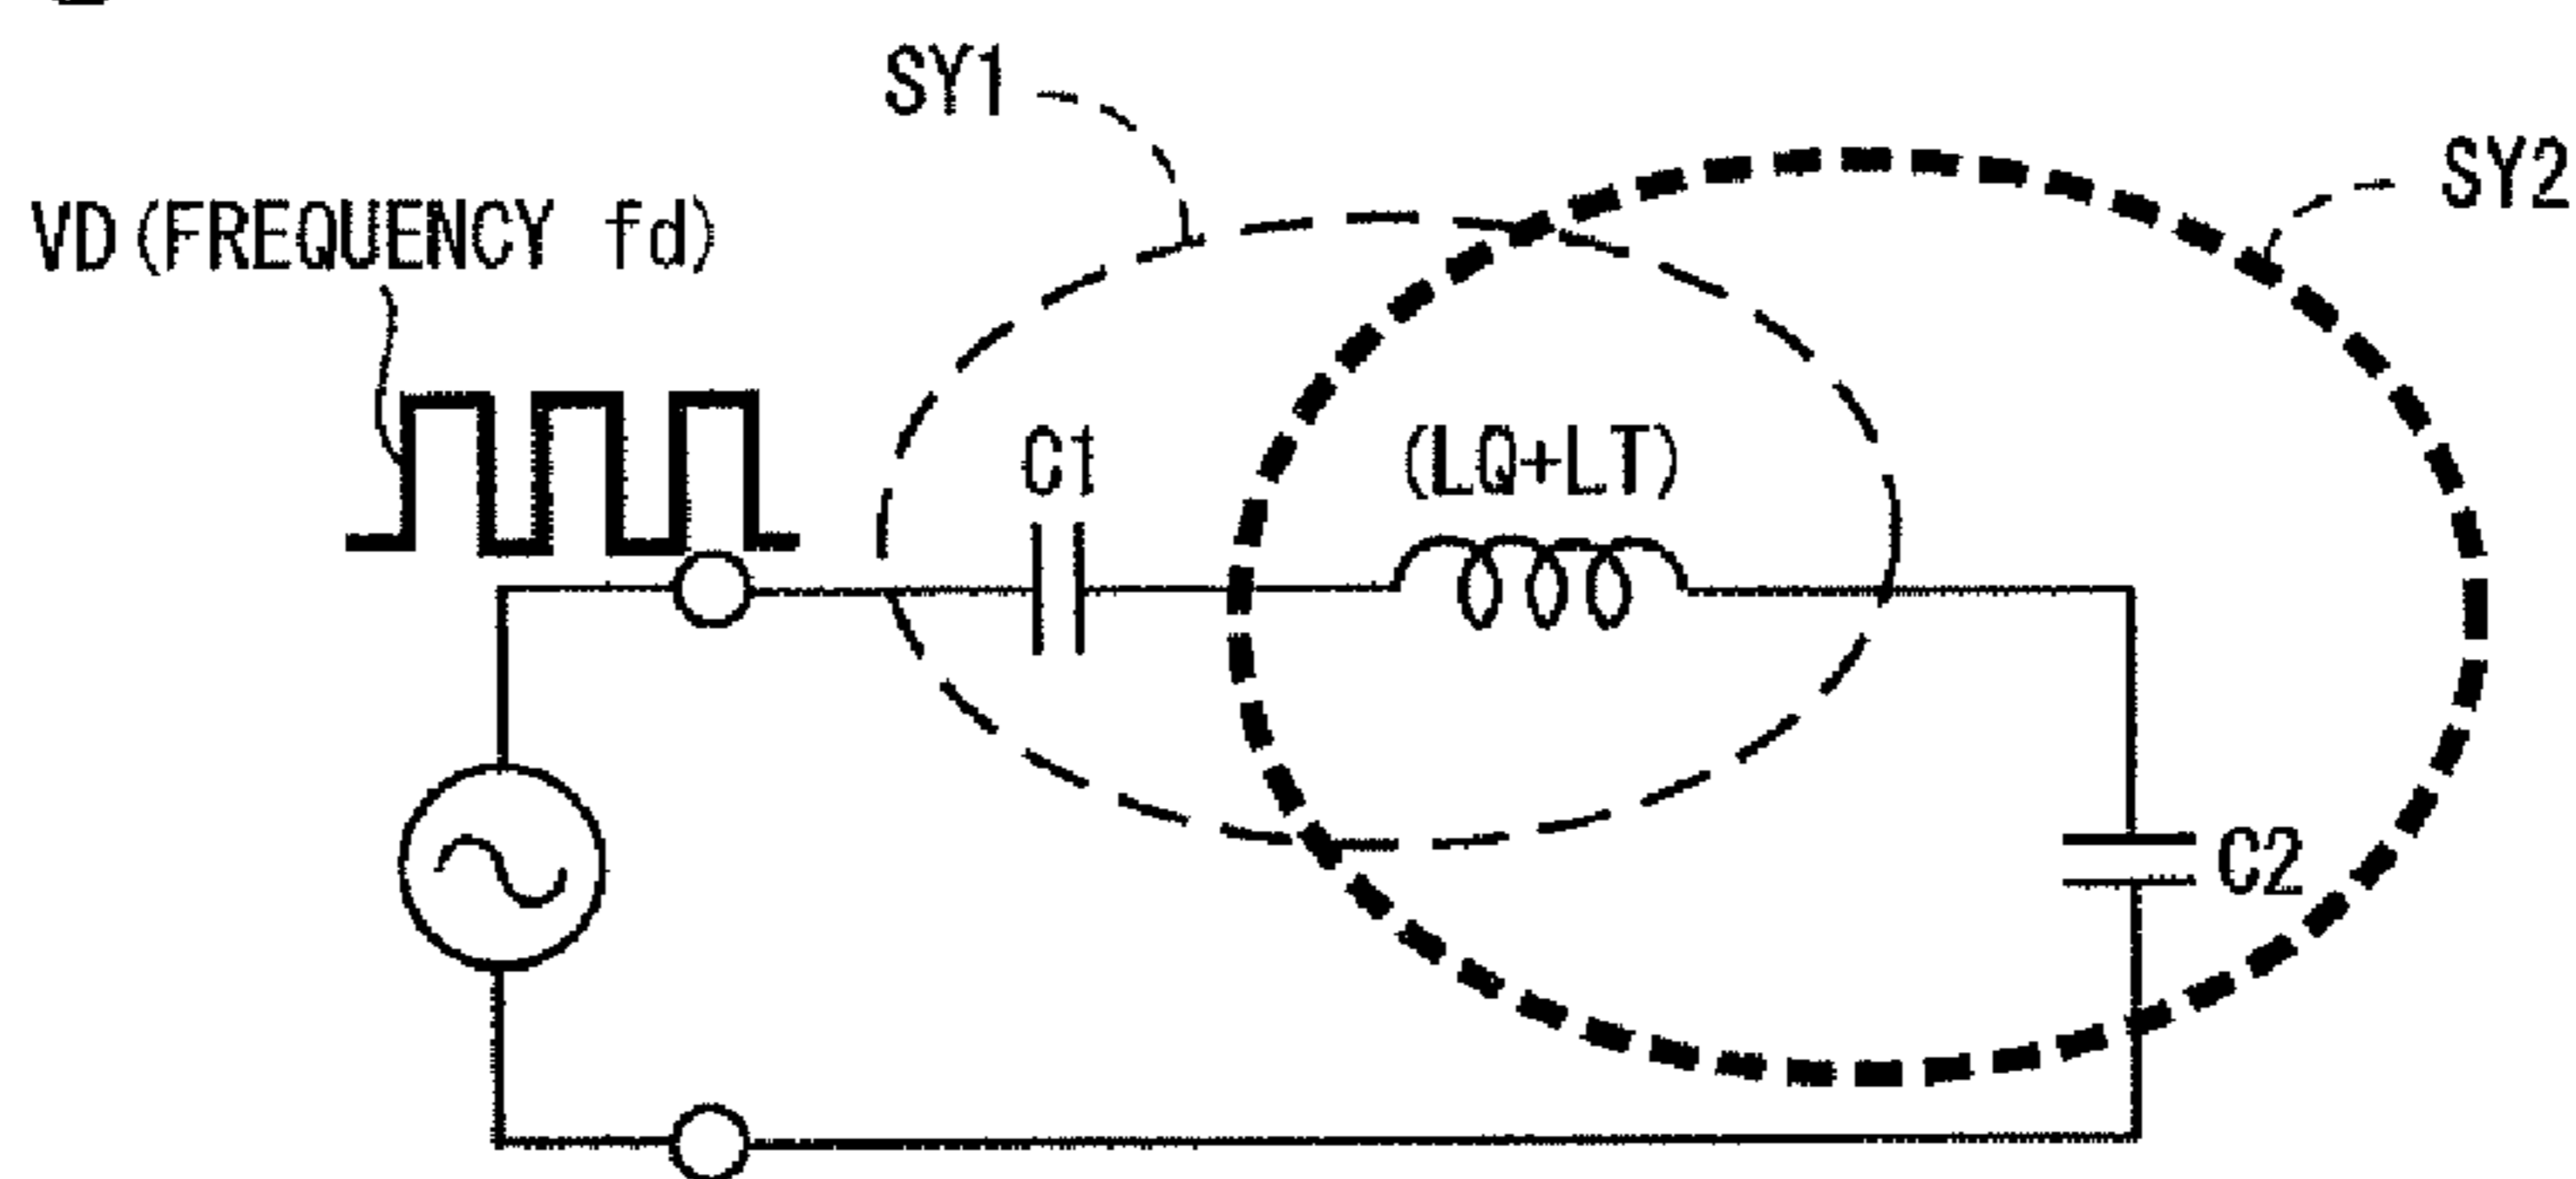 SY1
SY2
VD(FREQUENCY fd)
C1
(LQ+LT)
C2